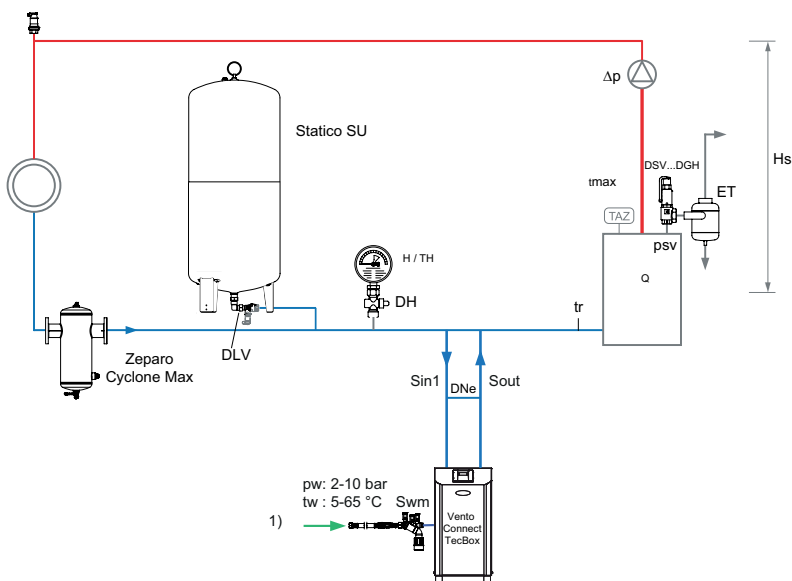 Δp
Statico SU
Hs
DSV...DGH
tmax
ET
TAZ
H / TH
psv
Q
DH
tr
DLV
Zeparo
Cyclone Max
Sin1
Sout
DNe
pw: 2-10 bar
tw : 5-65 °C
Swm
1)
Vento
Connect
TecBox